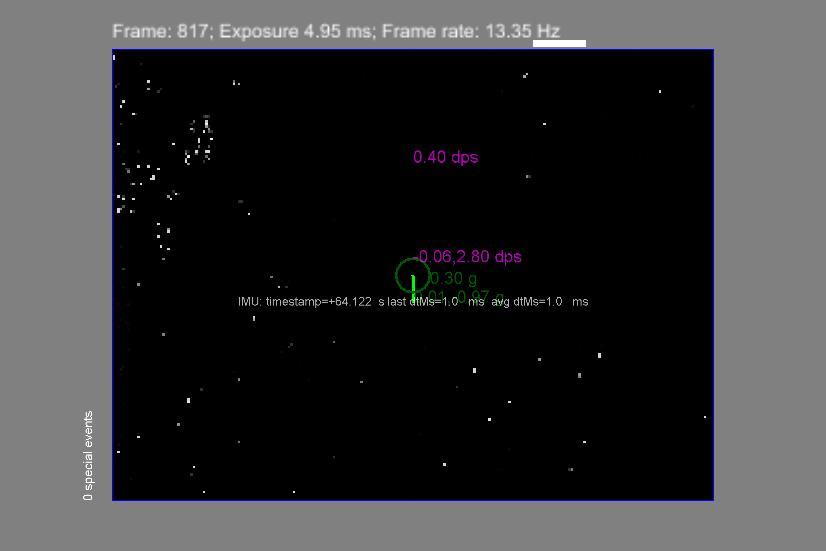 Frame: 817; Exposure 4.95 ms; Frame rate: 13.35 Hz
0.40 dps
-0.06,2.80 dps
0.30 g
IMU: timestamp=+64.122 s last dtMs=1.0 ms avg dtMs=1.0 ms
0 special events